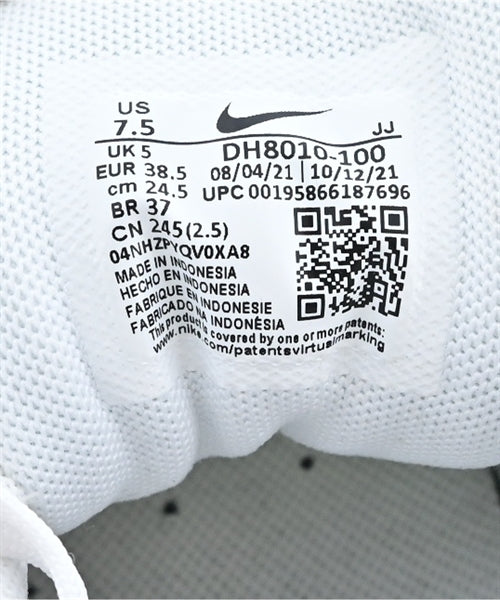 US
7.5
JJ
UK 5
DH8010-100
EUR 38.5
08/04/21 | 10/12/21
cm 24.5
UPC 00195866187696
BR 37
CN 245(2.5)
04NHZPYQV0XA8
MADE IN INDONESIA
HECHO EN INDONESIA
FABRIQUE EN INDONESIE
FABRICADO NA INDONÉSIA
This product is covered by one or more patents:
www.nike.com/patentsvirtualmarking